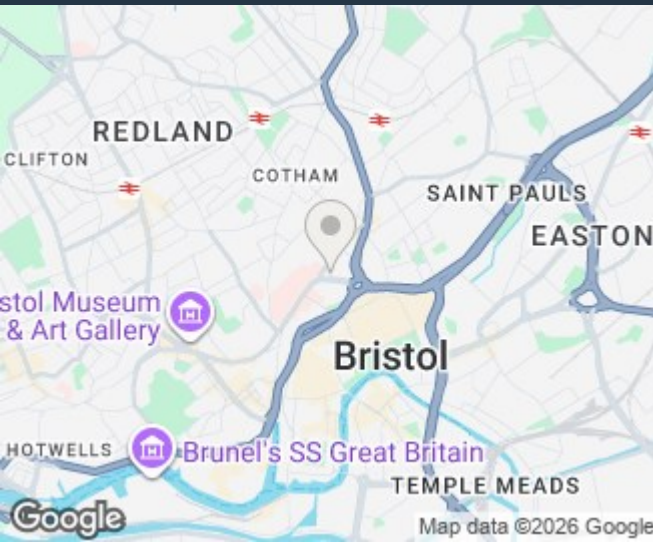 REDLAND
CLIFTON
COTHAM
SAINT PAULS
EASTON
stol Museum
& Art Gallery
Bristol
HOTWELLS
Brunel's SS Great Britain
TEMPLE MEADS
Google
Map data ©2026 Google